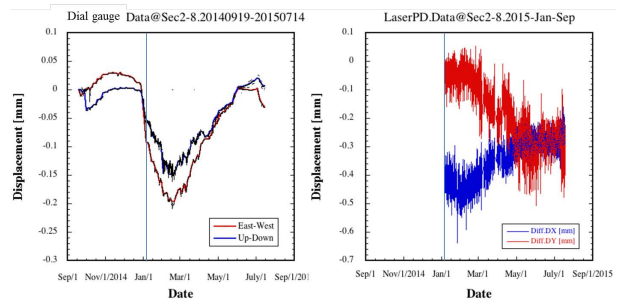 Dial gauge Data@Sec2-8.20140919-20150714
0.1
0.05
0
-0.05
-0.1
-0.15
-0.2
-0.25
-0.3
Displacement [mm]
East-West
Up-Down
Sep/1 Nov/1/2014 Jan/1 Mar/1 May/1 July/1 Sep/1/201
Date
LaserPD.Data@Sec2-8.2015-Jan-Sep
0.1
0
-0.1
-0.2
-0.3
-0.4
-0.5
-0.6
-0.7
Displacement [mm]
Diff.DX [mm]
Diff.DY [mm]
Sep/1 Nov/1/2014 Jan/1 Mar/1 May/1 July/1 Sep/1/2015
Date